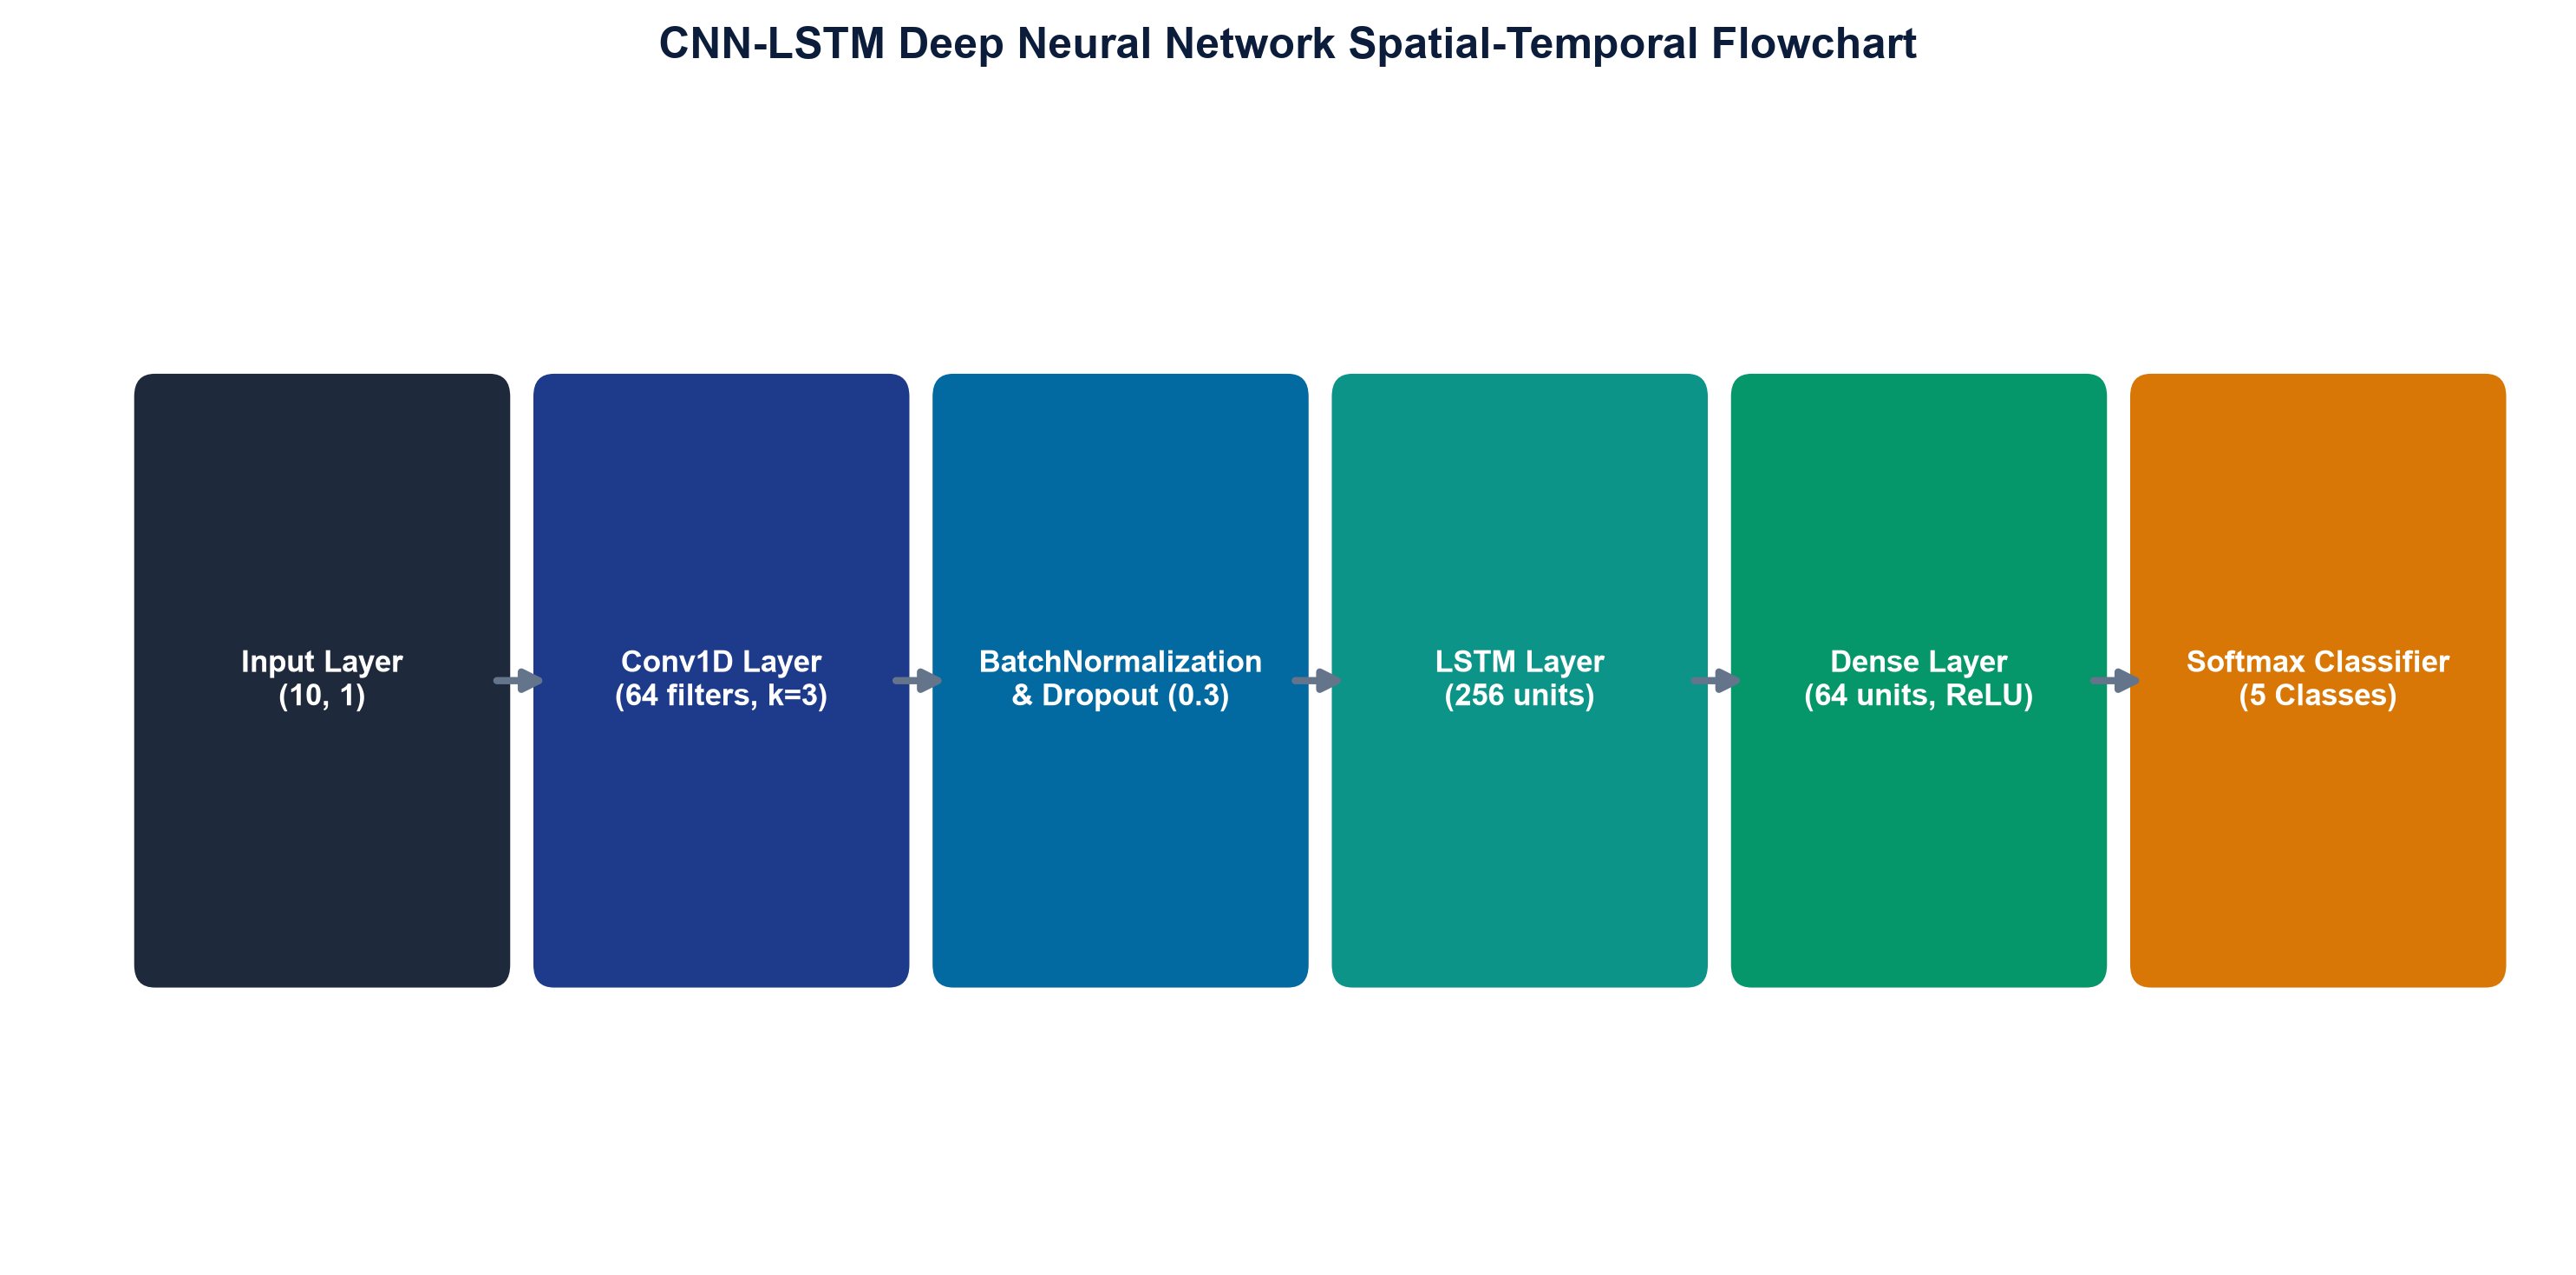 CNN-LSTM Deep Neural Network Spatial-Temporal Flowchart
Input Layer
(10, 1)
Conv1D Layer
(64 filters, k=3)
BatchNormalization
& Dropout (0.3)
LSTM Layer
(256 units)
Dense Layer
(64 units, ReLU)
Softmax Classifier
(5 Classes)